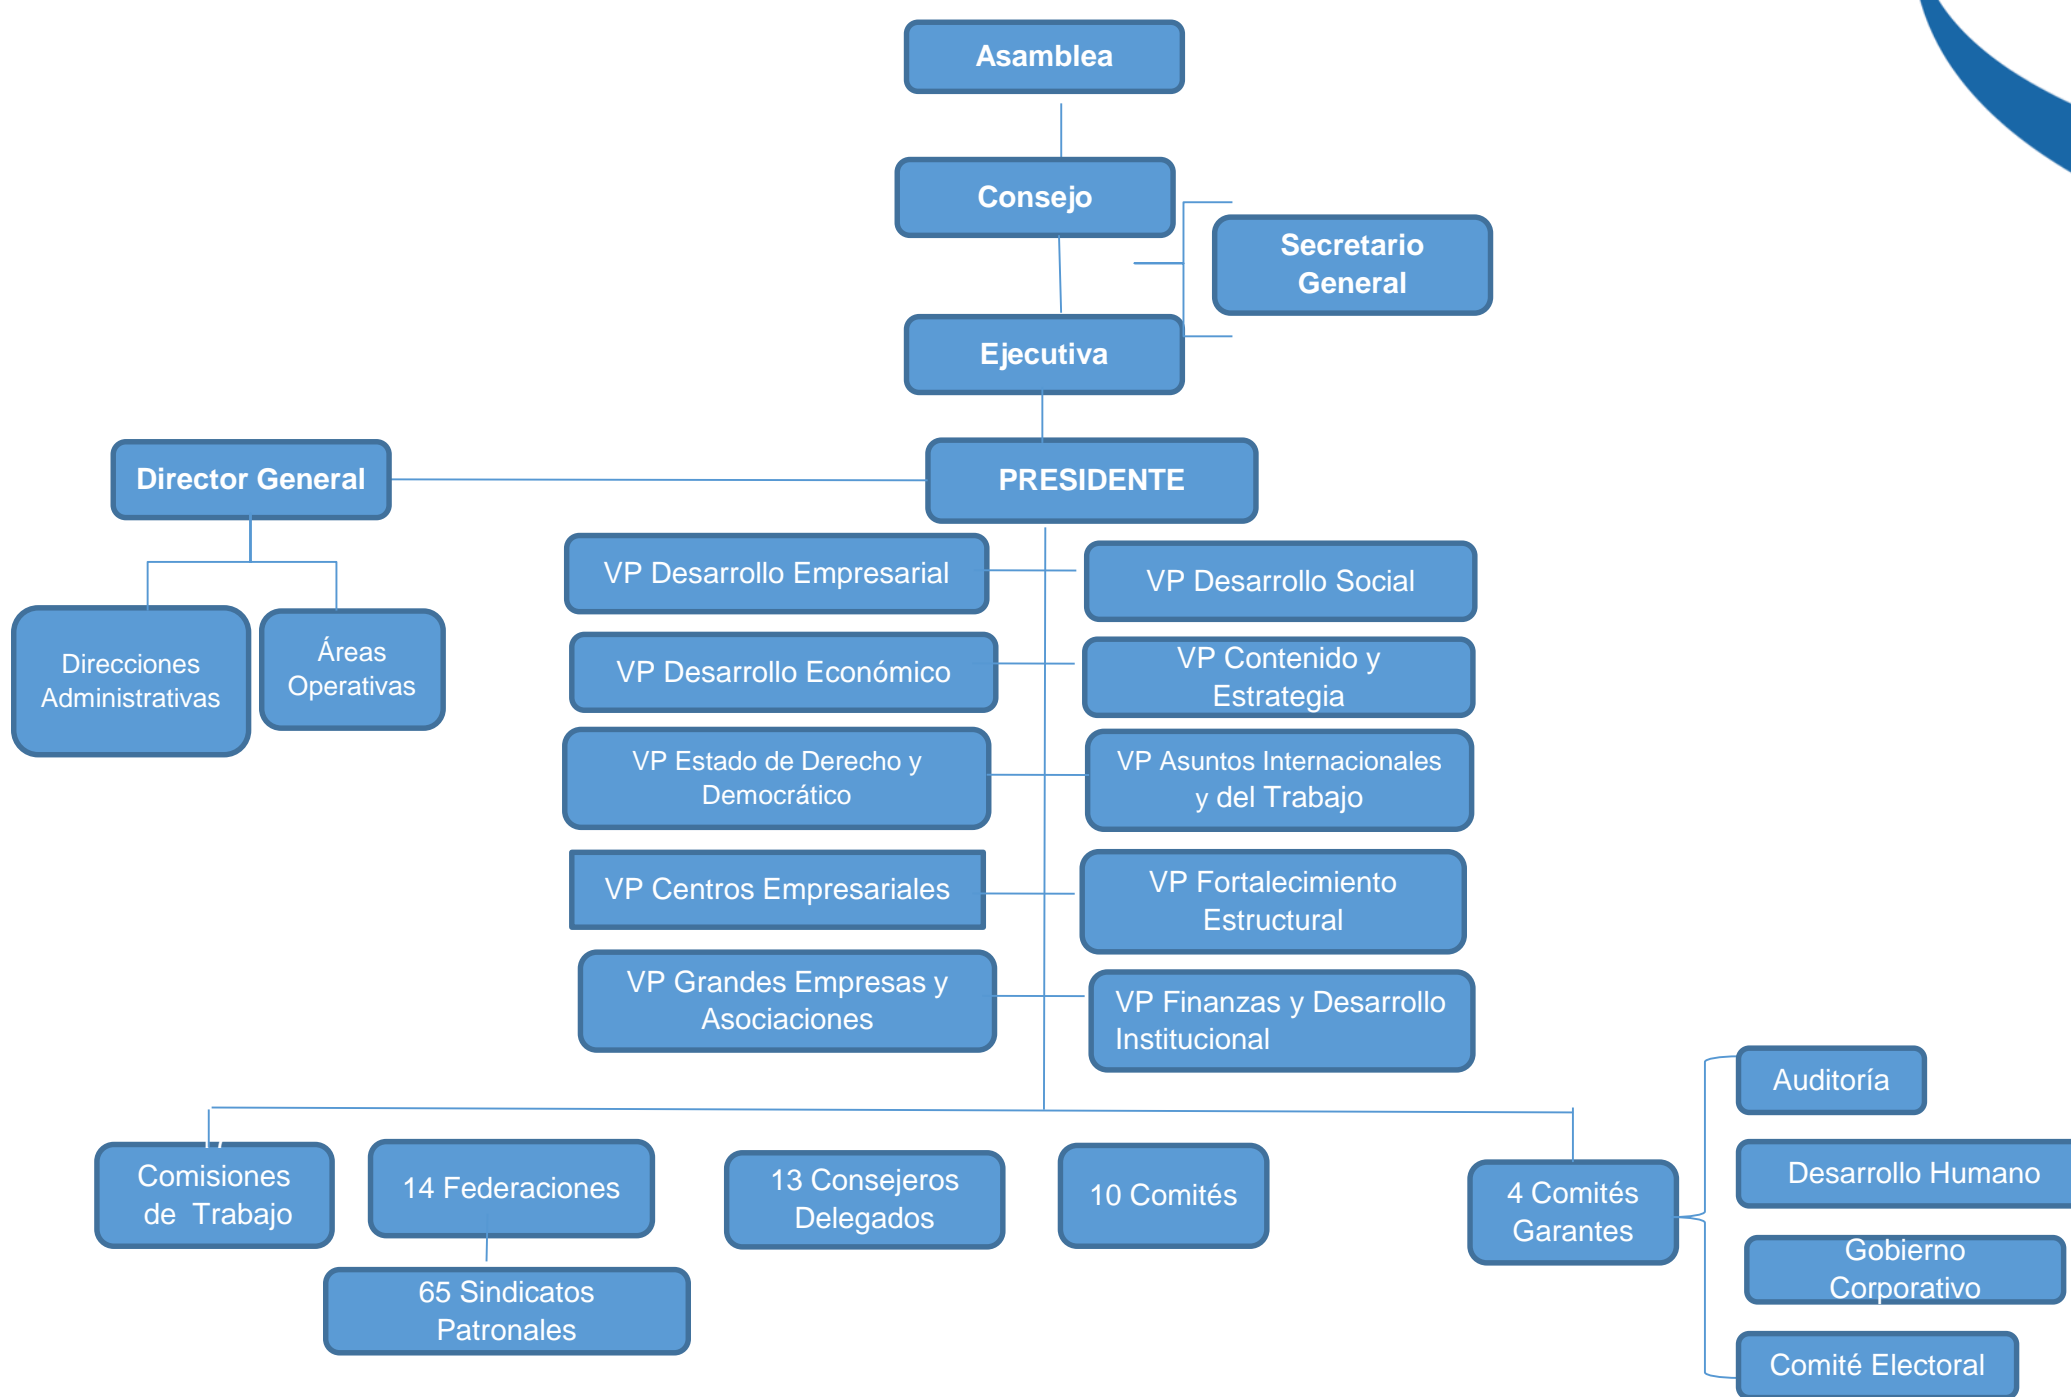 Asamblea
Consejo
Secretario
General
Ejecutiva
Director General
PRESIDENTE
VP Desarrollo Empresarial
VP Desarrollo Social
Direcciones
Administrativas
Áreas
Operativas
VP Desarrollo Económico
VP Contenido y
Estrategia
VP Estado de Derecho y
Democrático
VP Asuntos Internacionales
y del Trabajo
VP Centros Empresariales
VP Fortalecimiento
Estructural
VP Grandes Empresas y
Asociaciones
VP Finanzas y Desarrollo
Institucional
Comisiones
de Trabajo
14 Federaciones
13 Consejeros
Delegados
10 Comités
4 Comités
Garantes
65 Sindicatos
Patronales
Auditoría
Desarrollo Humano
Gobierno
Corporativo
Comité Electoral